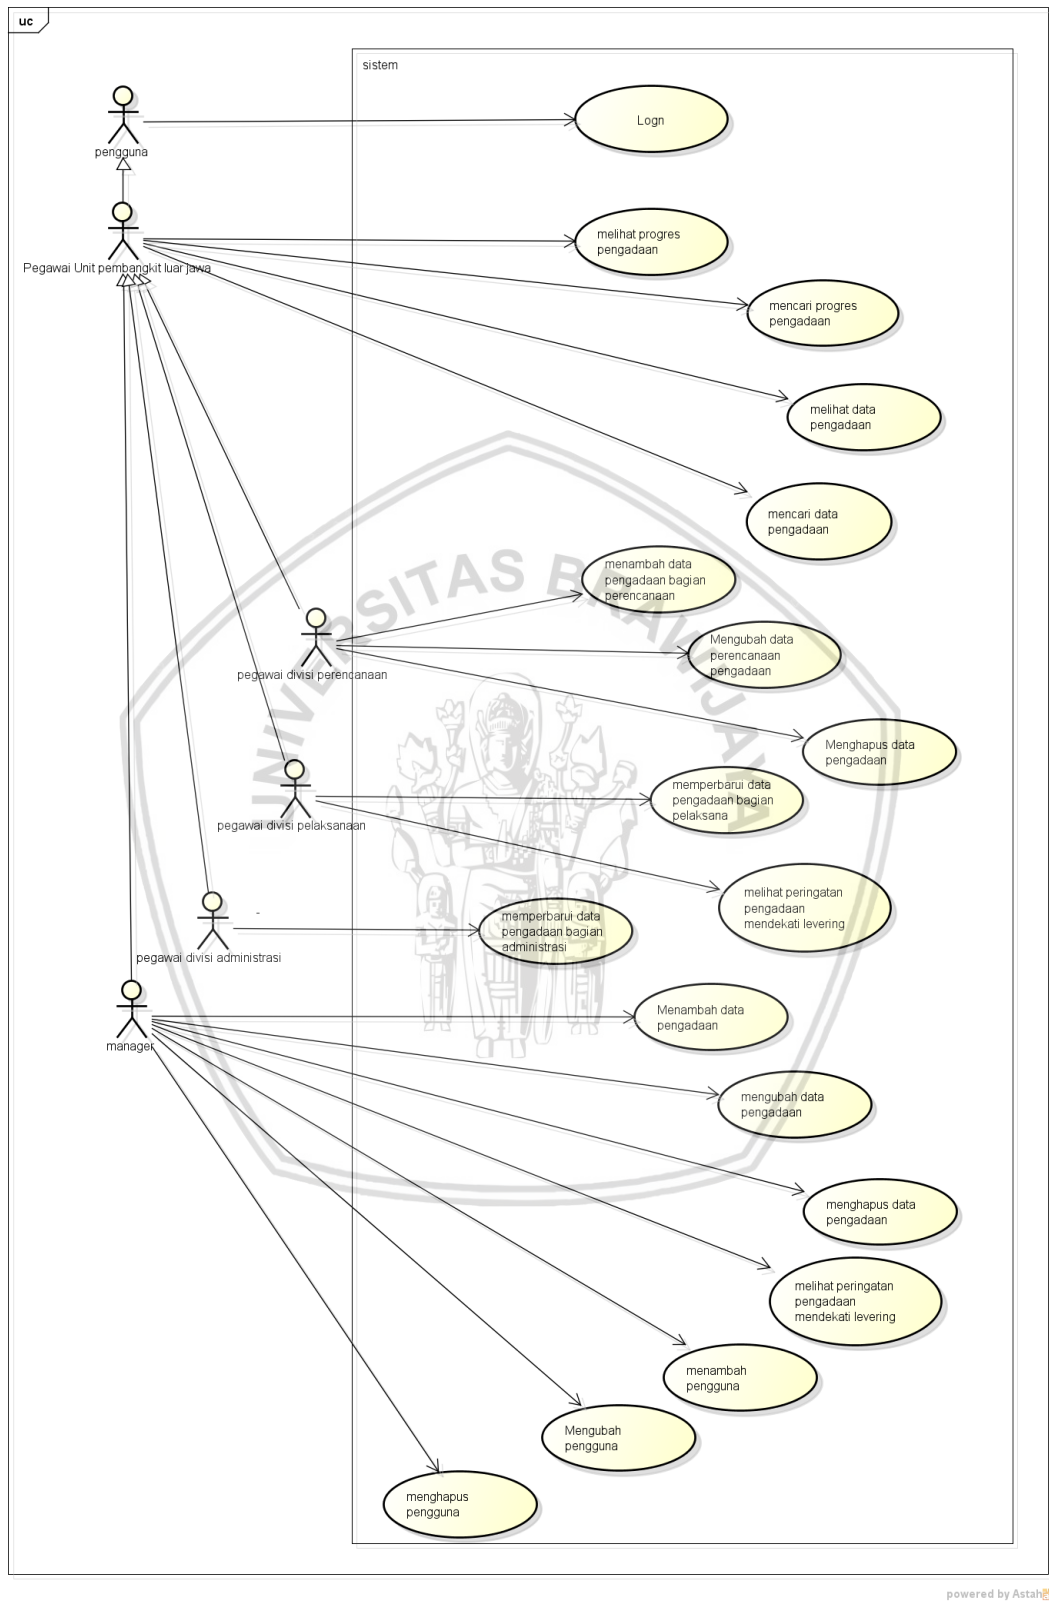 uc
sistem
pengguna
Logn
Pegawai Unit pembangkit luar jawa
melihat progres
pengadaan
mencari progres
pengadaan
melihat data
pengadaan
mencari data
pengadaan
UNIVERSITAS BRAWIJAYA
menambah data
pengadaan bagian
perencanaan
pegawai divisi perencanaan
Mengubah data
perencanaan
pengadaan
Menghapus data
pengadaan
pegawai divisi pelaksanaan
memperbarui data
pengadaan bagian
pelaksana
melihat peringatan
pengadaan
mendekati levering
pegawai divisi administrasi
memperbarui data
pengadaan bagian
administrasi
manager
Menambah data
pengadaan
mengubah data
pengadaan
menghapus data
pengadaan
melihat peringatan
pengadaan
mendekati levering
menambah
pengguna
Mengubah
pengguna
menghapus
pengguna
powered by Astah